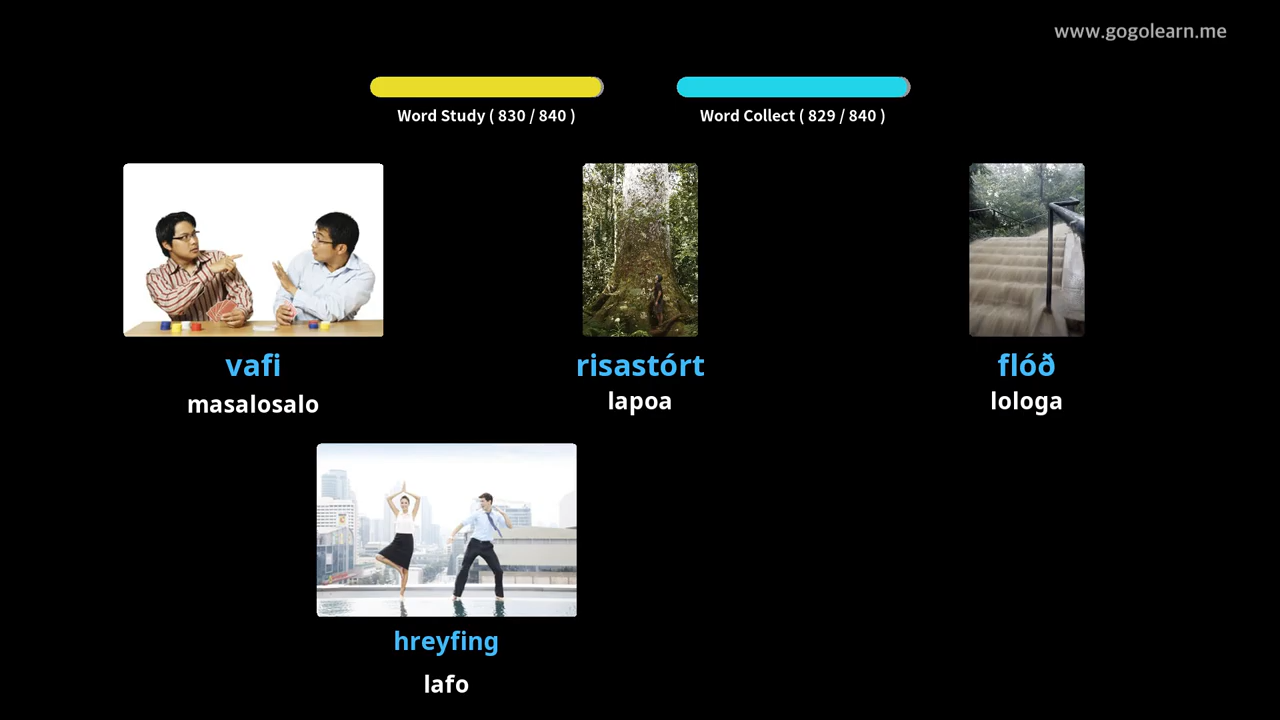 www.gogolearn.me
Word Study ( 830 / 840 )
Word Collect ( 829 / 840 )
vafi
masalosalo
risastórt
lapoa
flóð
lologa
hreyfing
lafo